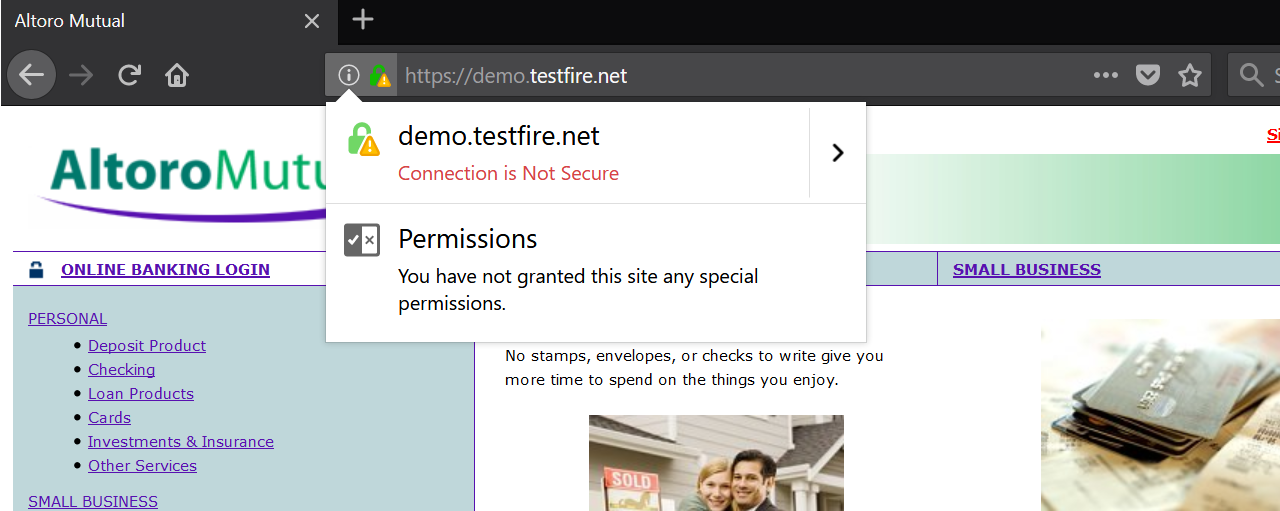 Altoro Mutual
https://demo.testfire.net
S
demo.testfire.net
Connection is Not Secure
Permissions
You have not granted this site any special
permissions.
AltoroMutu
Si
ONLINE BANKING LOGIN
SMALL BUSINESS
PERSONAL
Deposit Product
Checking
Loan Products
Cards
Investments & Insurance
Other Services
SMALL BUSINESS
No stamps, envelopes, or checks to write give you
more time to spend on the things you enjoy.
SOLD